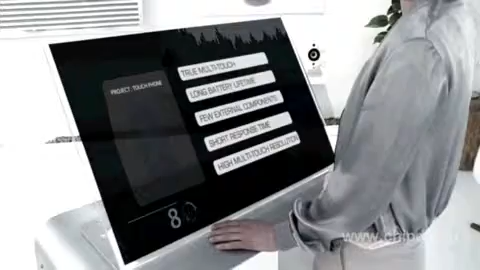 PROJECT : TOUCH PHONE
TRUE MULTI-TOUCH
LONG BATTERY LIFETIME
FEW EXTERNAL COMPONENTS
SHORT RESPONSE TIME
HIGH MULTI-TOUCH RESOLUTION
8